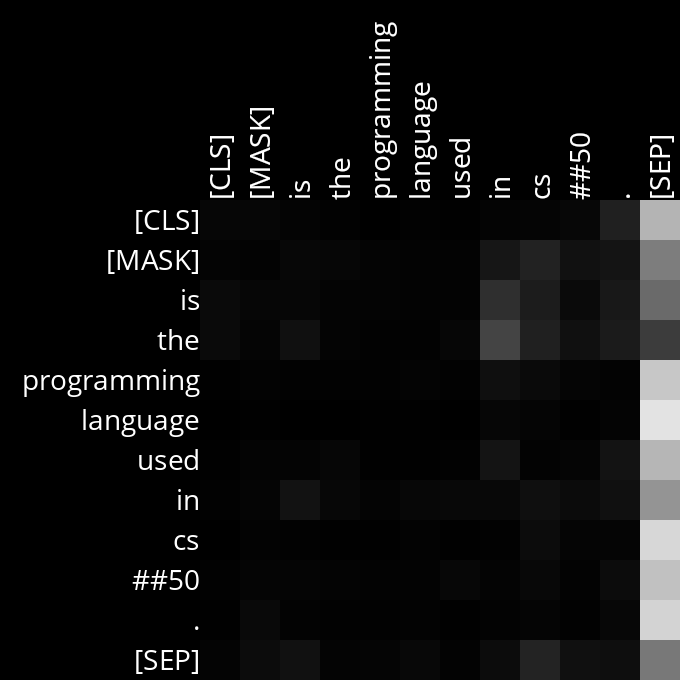 [CLS] [MASK] is the programming language used in cs ##50 . [SEP]
[CLS]
[MASK]
is
the
programming
language
used
in
cs
##50
.
[SEP]